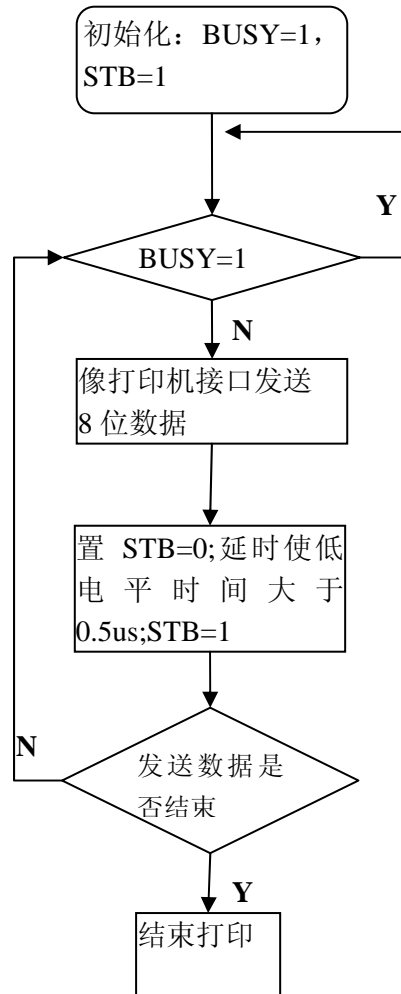 初始化：BUSY=1，
STB=1
Y
BUSY=1
N
像打印机接口发送
8 位数据
置 STB=0;延时使低
电平时间大于
0.5us;STB=1
N
发送数据是
否结束
Y
结束打印